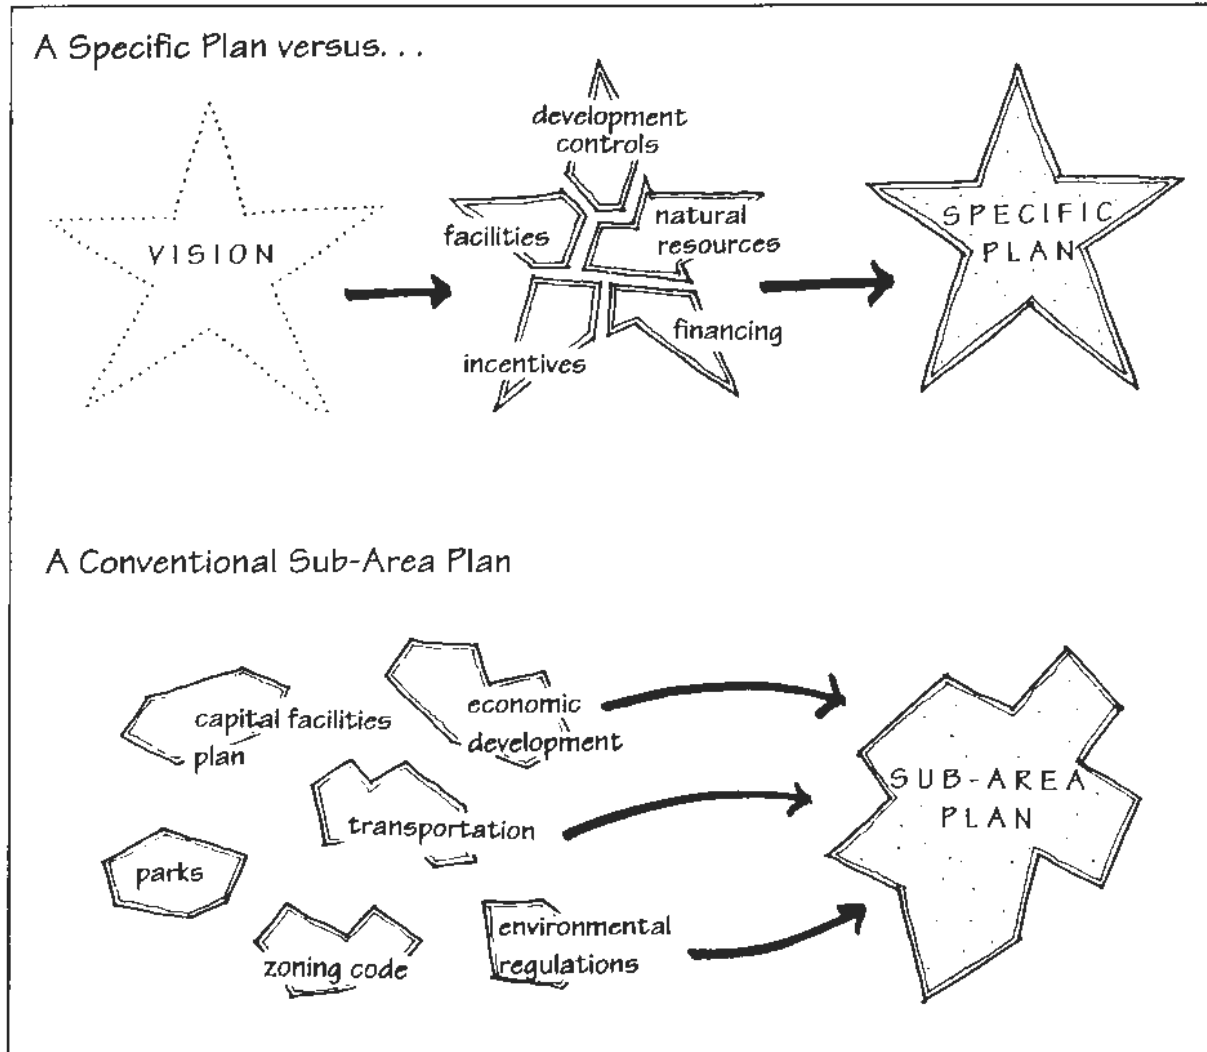 A Specific Plan versus. . .
VISION
development
controls
facilities
natural
resources
incentives
financing
SPECIFIC
PLAN
A Conventional Sub-Area Plan
capital facilities
plan
economic
development
transportation
parks
zoning code
environmental
regulations
SUB-AREA
PLAN